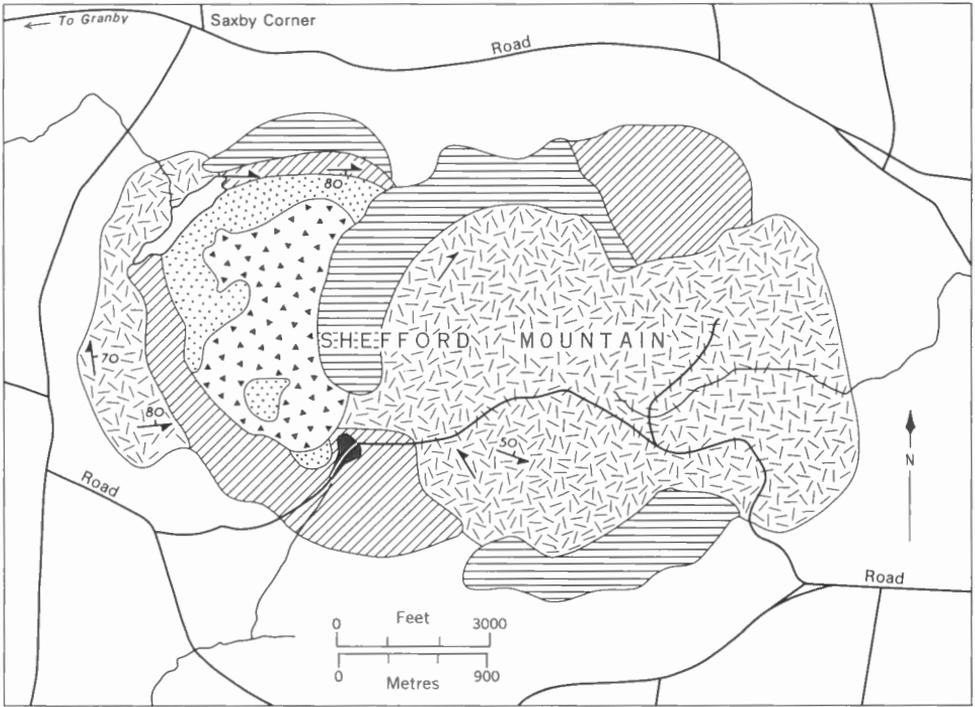 To Granby
Saxby Corner
Road
80
SHEFFORD MOUNTAIN
70
80
50
N
Road
Road
Feet
0 3000
0 900
Metres